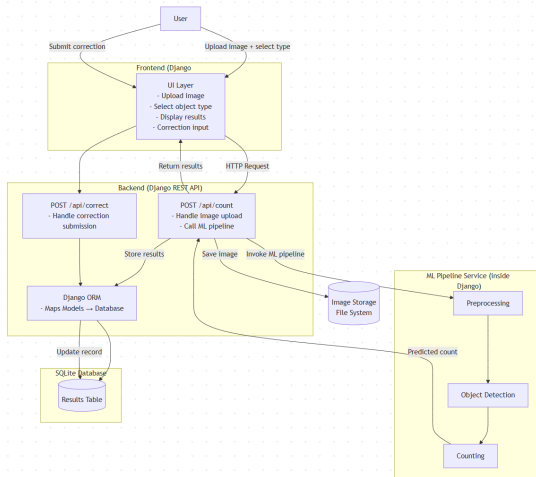 User
Submit correction
Upload image + select type
Frontend (Django
UI Layer
- Upload Image
- Select object type
- Display results
- Correction input
Return results
HTTP Request
Backend (Django REST API)
POST /api/correct
- Handle correction
submission
POST /api/count
- Handle image upload
- Call ML pipeline
Store results
Save image
Invoke ML pipeline
ML Pipeline Service (inside
Django)
Django ORM
- Maps Models → Database
Image Storage
File System
Preprocessing
Update record
Predicted count
SQLite Database
Results Table
Object Detection
Counting